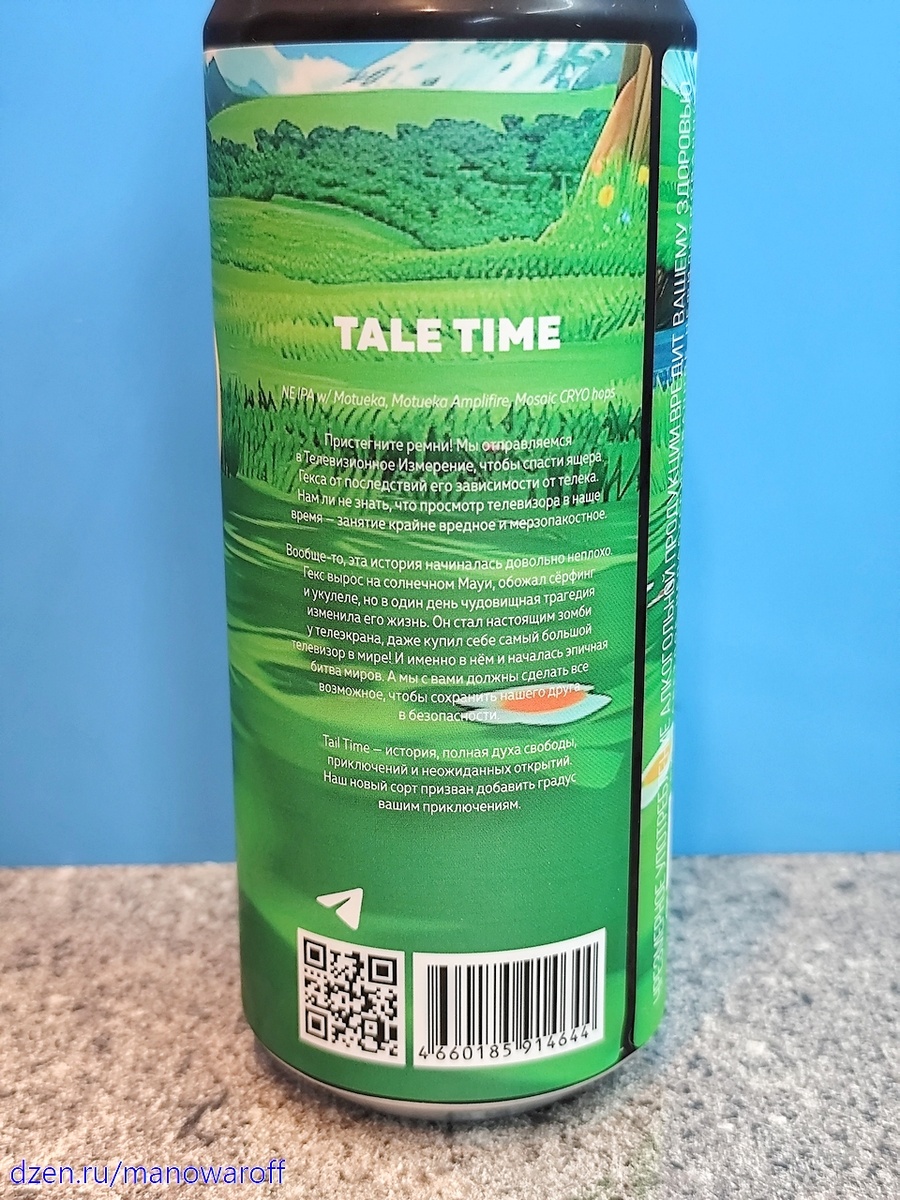 TALE TIME
NE IPA w/ Motueka, Motueka Amplifire, Mosaic CRYO hops
Пристегните ремни! Мы отправляемся
в Телевизионное Измерение, чтобы спасти ящера
Гекса от последствий его зависимости от телека.
Нам ли не знать, что просмотр телевизора в наше
время – занятие крайне вредное и мерзопакостное.
Вообще-то, эта история начиналась довольно неплохо.
Гекс вырос на солнечном Мауи, обожал сёрфинг
и укулеле, но в один день чудовищная трагедия
изменила его жизнь. Он стал настоящим зомби
у телеэкрана, даже купил себе самый большой
телевизор в мире! И именно в нём и началась эпичная
битва миров. А мы с вами должны сделать все
возможное, чтобы сохранить нашего друга
в безопасности.
Tail Time – история, полная духа свободы,
приключений и неожиданных открытий.
Наш новый сорт призван добавить градус
вашим приключениям.
4 660185 914644
АЛКОГОЛЬНОЙ ПРОДУКЦИИ ВРЕДИТ ВАШЕМУ ЗДОРОВЬЮ
dzen.ru/manowaroff